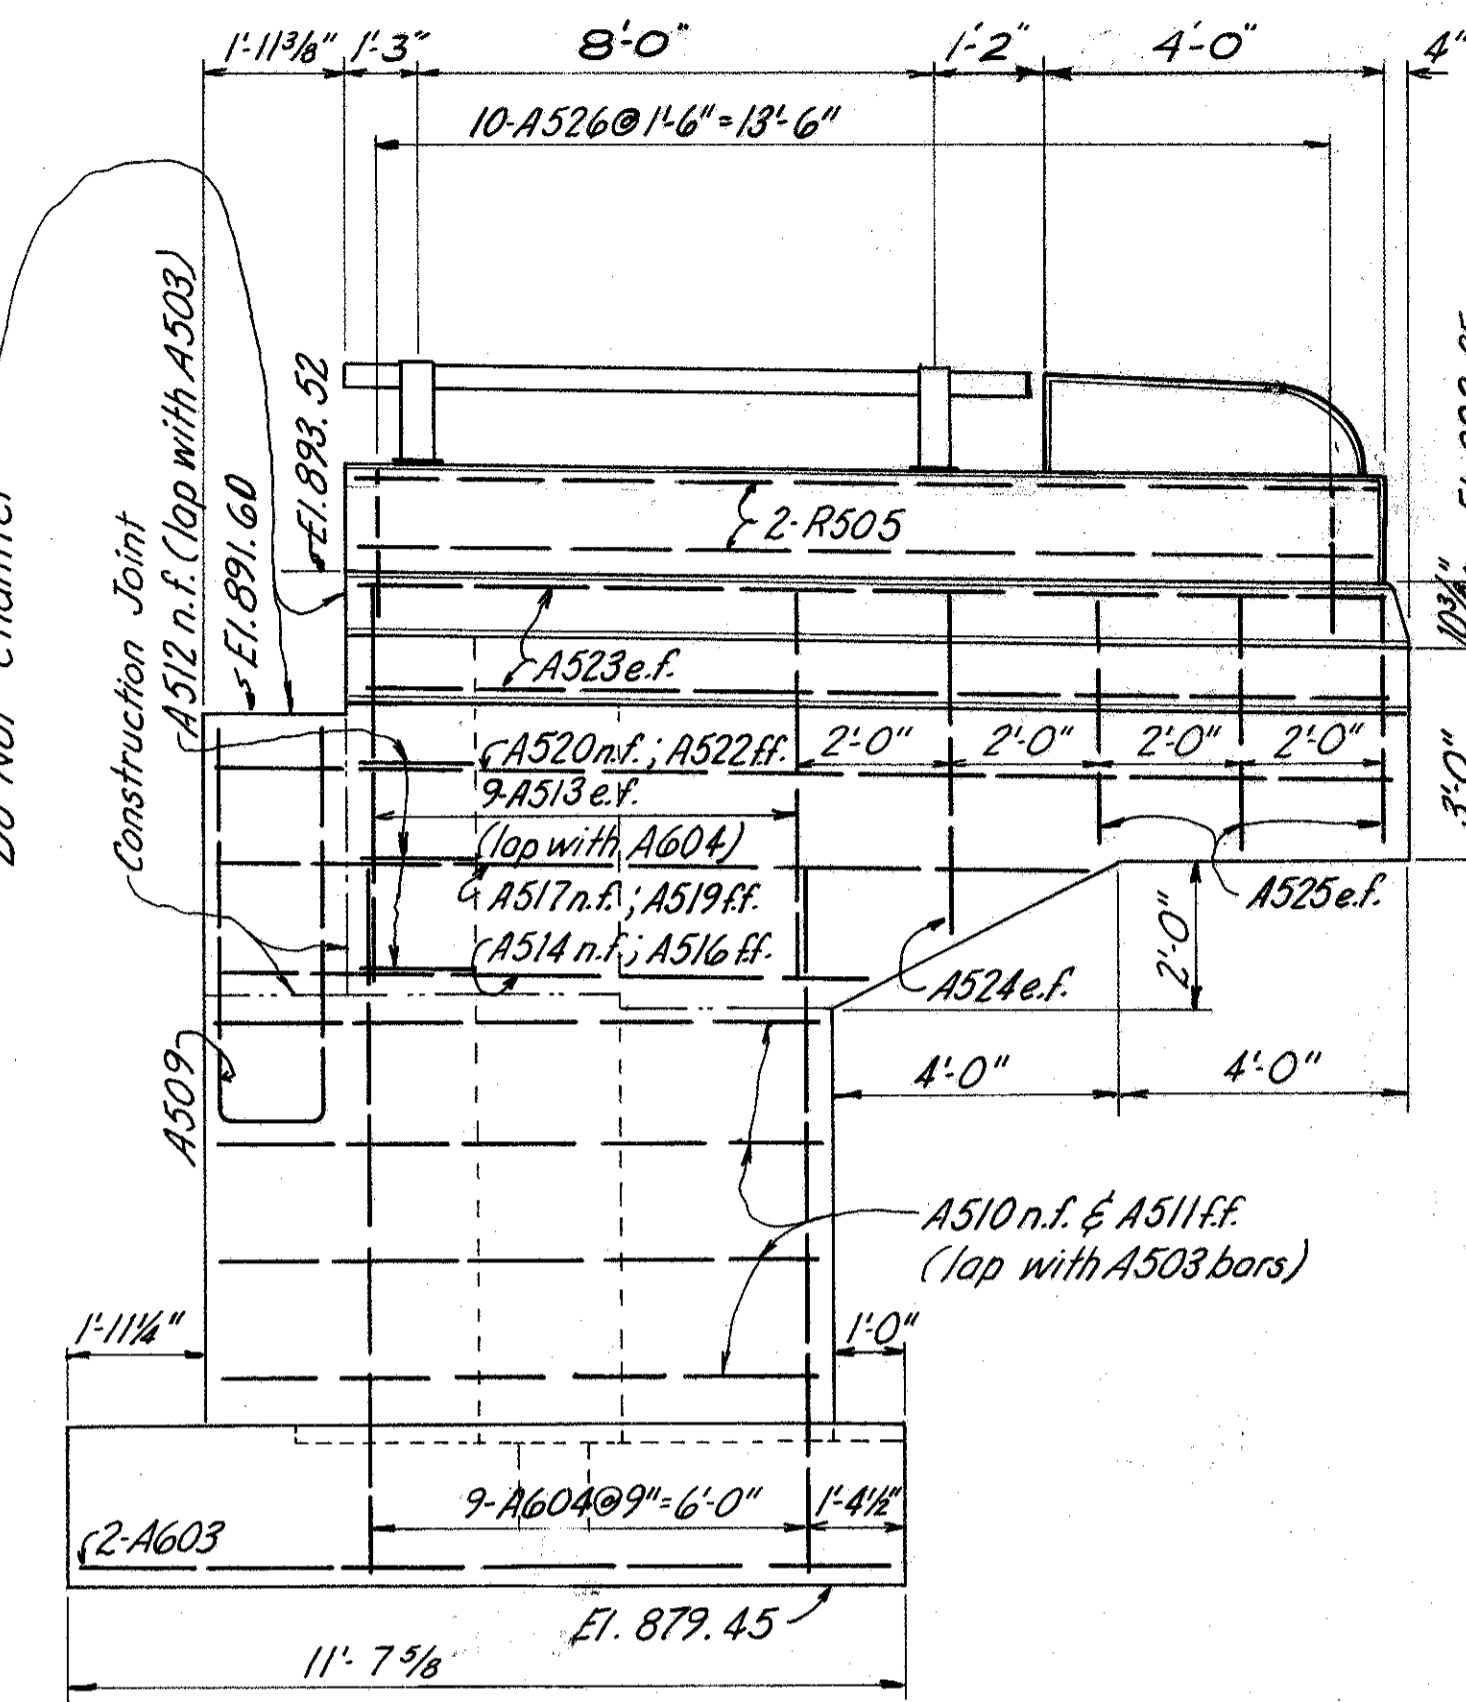 1'-11 3/8" 1'-3" 8'-0" 1'-2" 4'-0" 4"
10-A526@1'-6"=13'-6"
Do Not Chamfer
Construction Joint
A512 n.f. (lap with A503)
El. 891.60
El. 893.52
2-R505
10 3/4"
A523 e.f.
A520 n.f.; A522 f.f.
2'-0" 2'-0" 2'-0" 2'-0"
3'-0"
9-A513 e.f.
(lap with A604)
A517 n.f.; A519 f.f.
A525 e.f.
A514 n.f.; A516 f.f.
2'-0"
A524 e.f.
A509
4'-0" 4'-0"
A510 n.f. & A511 f.f.
(lap with A503 bars)
1'-11 1/4" 1'-0"
9-A604@9"=6'-0" 1'-4 1/2"
2-A603
El. 879.45
11'-7 5/8